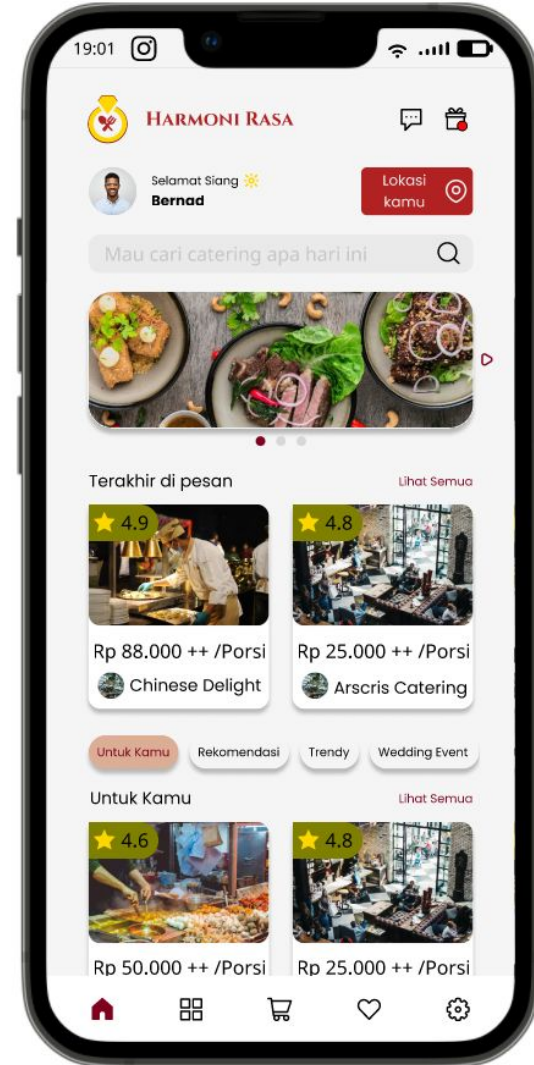 19:01
HARMONI RASA
Selamat Siang
Bernad
Lokasi
kamu
Mau cari catering apa hari ini
Terakhir di pesan
Lihat Semua
4.9
4.8
Rp 88.000 ++ /Porsi
Rp 25.000 ++ /Porsi
Chinese Delight
Arscris Catering
Untuk Kamu
Rekomendasi
Trendy
Wedding Event
Untuk Kamu
Lihat Semua
4.6
4.8
Rp 50.000 ++ /Porsi
Rp 25.000 ++ /Porsi